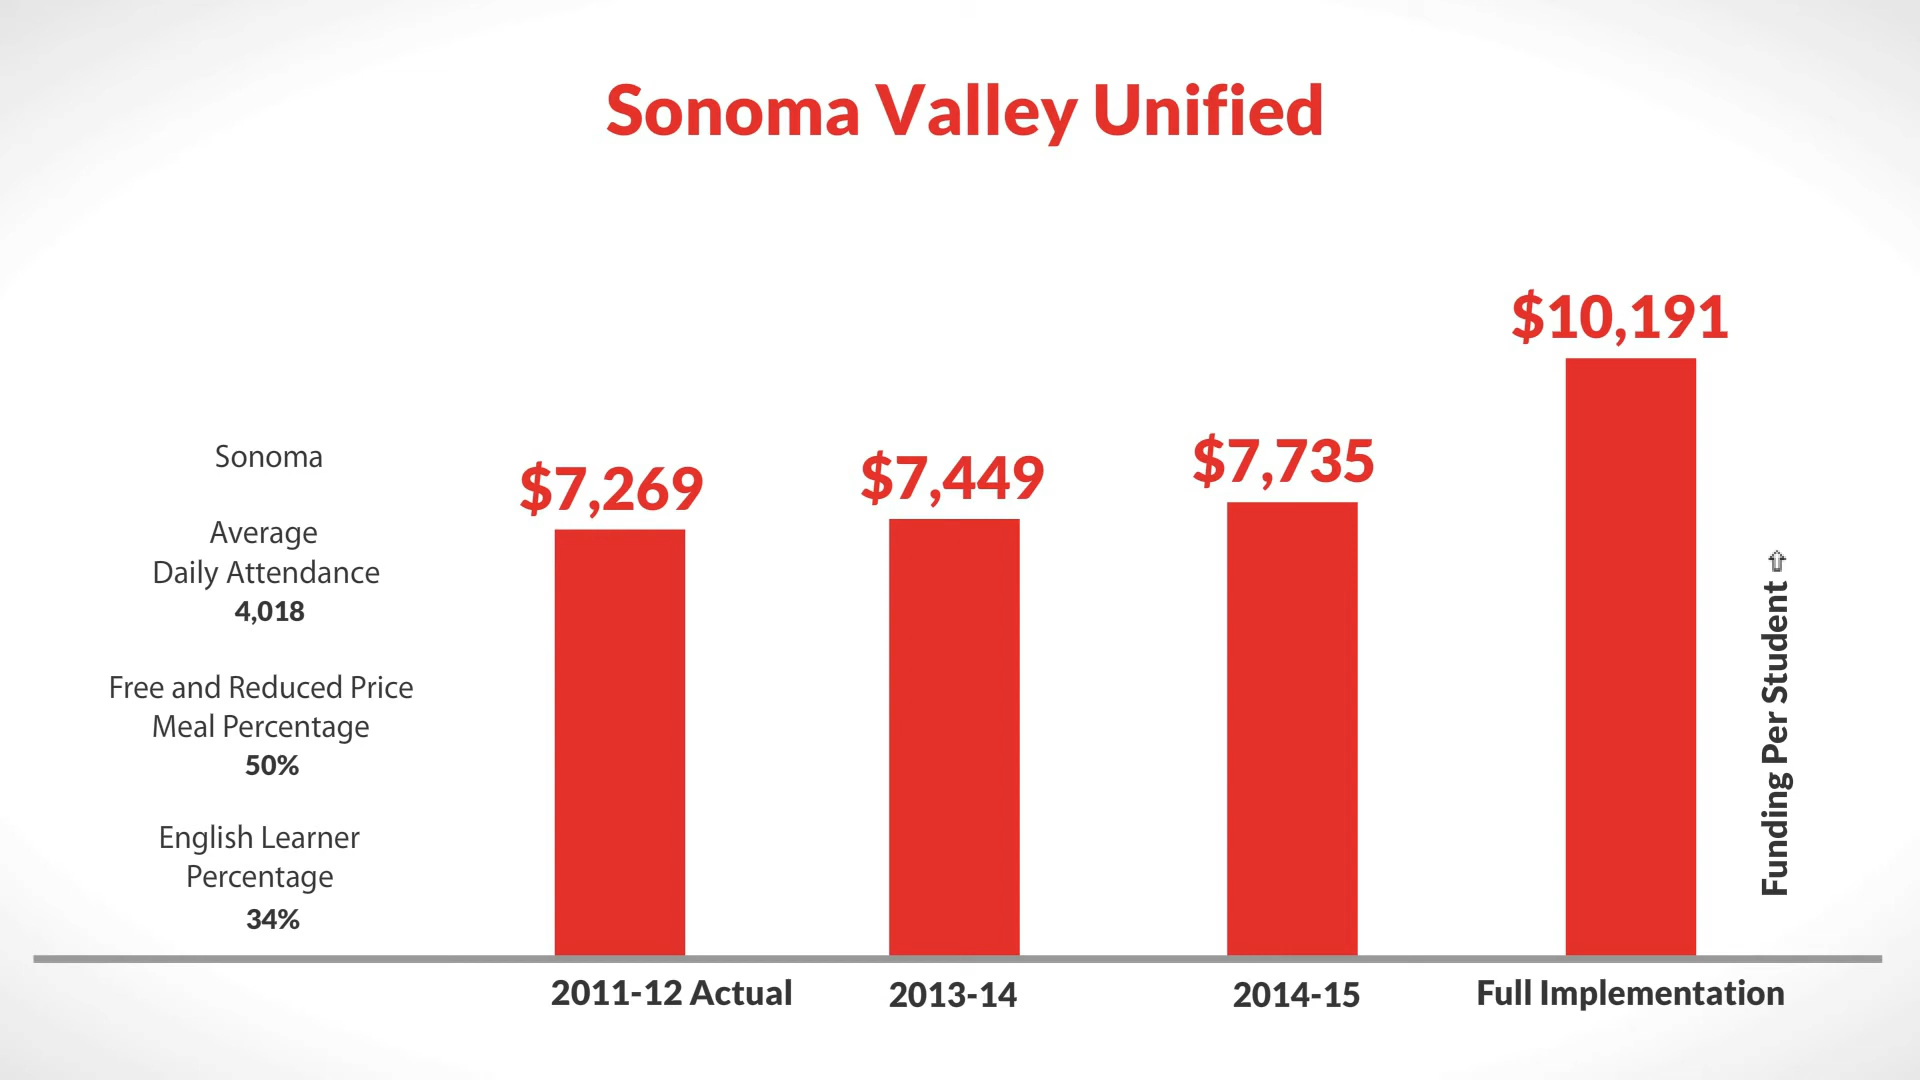 Sonoma Valley Unified
Sonoma
Average
Daily Attendance
4,018
Free and Reduced Price
Meal Percentage
50%
English Learner
Percentage
34%
$7,269
$7,449
$7,735
$10,191
2011-12 Actual
2013-14
2014-15
Full Implementation
Funding Per Student ⇧